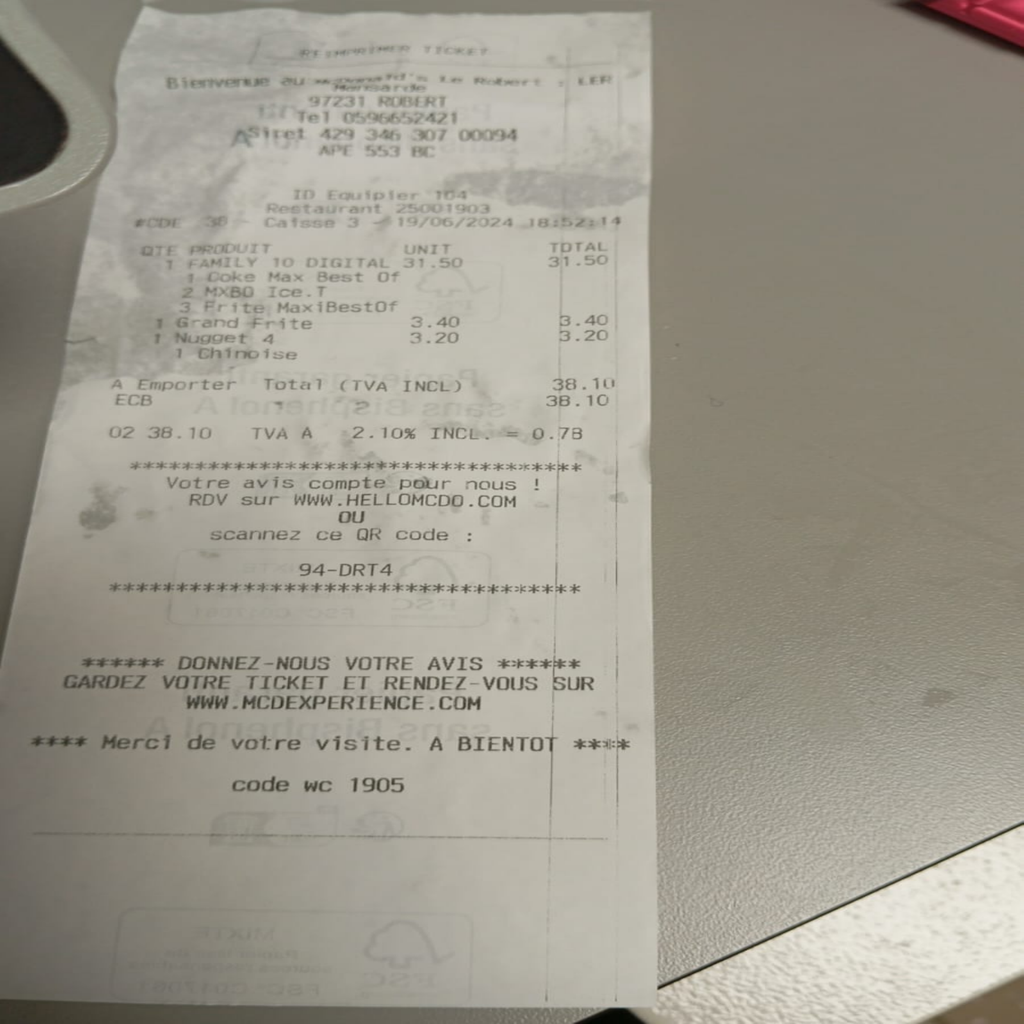 REIMPRIMER TICKET
Bienvenue au McDonald's Le Robert : LER
Mansarde
97231 ROBERT
Tel 0596652421
Siret 429 346 307 00094
APE 553 BC
ID Equipier 104
Restaurant 25001903
#CDE 36 - Caisse 3 - 19/06/2024 18:52:14
QTE PRODUIT UNIT TOTAL
1 FAMILY 10 DIGITAL 31.50 31.50
1 Coke Max Best Of
2 MXBO Ice.T
3 Frite MaxiBestOf
1 Grand Frite 3.40 3.40
1 Nugget 4 3.20 3.20
1 Chinoise
A Emporter Total (TVA INCL) 38.10
ECB 38.10
02 38.10 TVA A 2.10% INCL. = 0.78
**********************************
Votre avis compte pour nous !
RDV sur WWW.HELLOMCDO.COM
OU
scannez ce QR code :
94-DRT4
**********************************
****** DONNEZ-NOUS VOTRE AVIS ******
GARDEZ VOTRE TICKET ET RENDEZ-VOUS SUR
WWW.MCDEXPERIENCE.COM
**** Merci de votre visite. A BIENTOT ****
code wc 1905